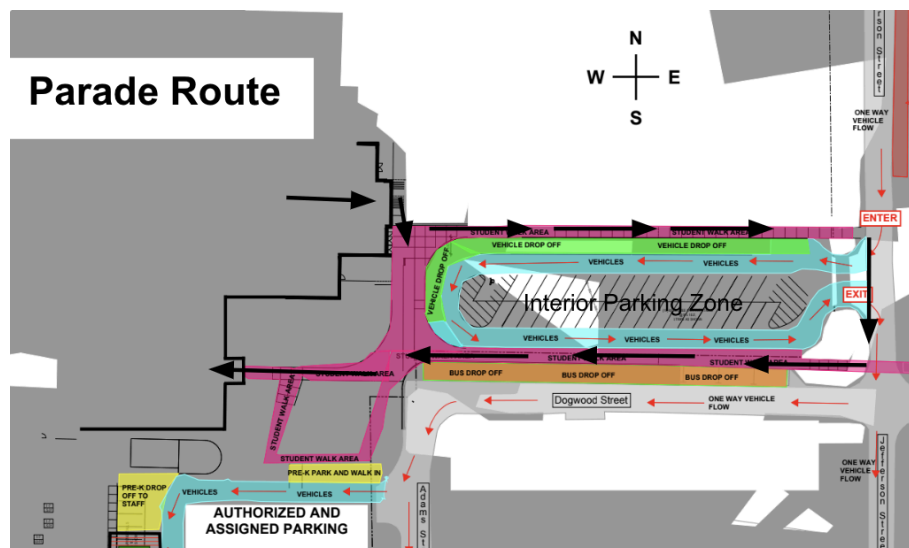 Parade Route
N
W
E
S
erson Street
ONE WAY
VEHICLE
FLOW
ENTER
STUDENT WALK AREA
STUDENT WALK AREA
VEHICLE DROP OFF
VEHICLE DROP OFF
VEHICLE DROP OFF
VEHICLES
VEHICLES
P
Interior Parking Zone
EXIT
VEHICLES
VEHICLES
VEHICLES
ST
STUDENT WALK AREA
STUDENT WALK AREA
STUDENT WALK AREA
BUS DROP OFF
BUS DROP OFF
BUS DROP OFF
Dogwood Street
ONE WAY VEHICLE
FLOW
STUDENT WALK AREA
STUDENT WALK AREA
PRE-K PARK AND WALK IN
PRE-K DROP
OFF TO
STAFF
VEHICLES
VEHICLES
AUTHORIZED AND
ASSIGNED PARKING
Adams St
ONE WAY
VEHICLE
FLOW
Jefferson Street